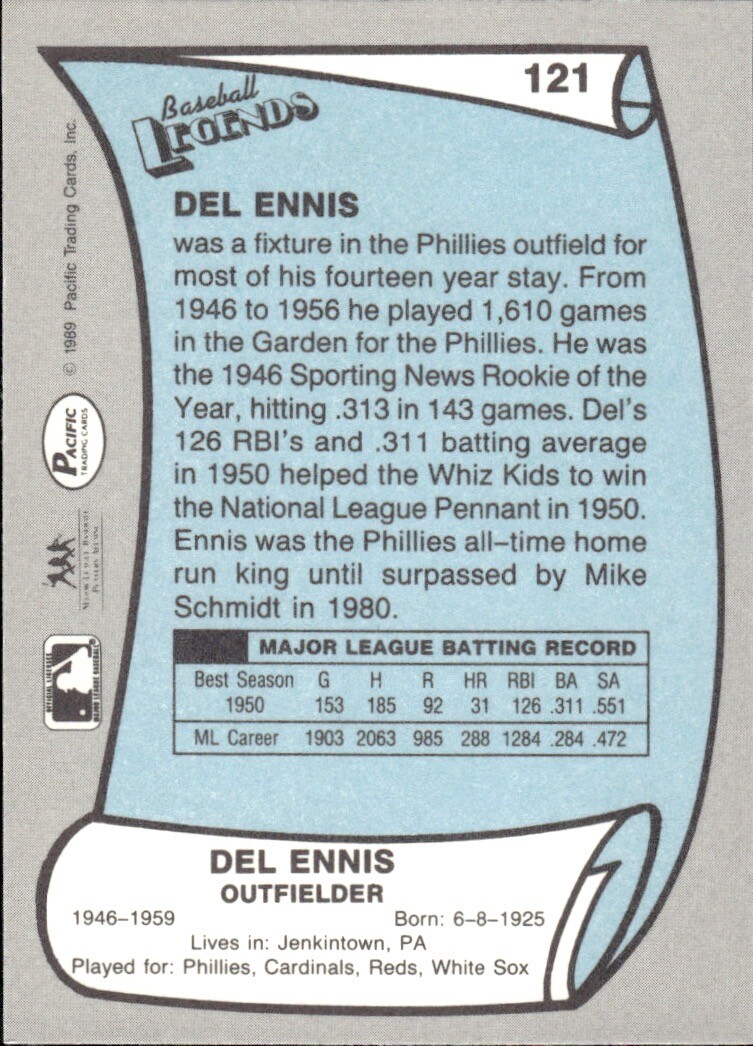 121
Baseball
LEGENDS
DEL ENNIS
was a fixture in the Phillies outfield for
most of his fourteen year stay. From
1946 to 1956 he played 1,610 games
in the Garden for the Phillies. He was
the 1946 Sporting News Rookie of the
Year, hitting .313 in 143 games. Del's
126 RBI's and .311 batting average
in 1950 helped the Whiz Kids to win
the National League Pennant in 1950.
Ennis was the Phillies all-time home
run king until surpassed by Mike
Schmidt in 1980.
MAJOR LEAGUE BATTING RECORD
Best Season G H R HR RBI BA SA
1950 153 185 92 31 126 .311 .551
ML Career 1903 2063 985 288 1284 .284 .472
DEL ENNIS
OUTFIELDER
1946-1959 Born: 6-8-1925
Lives in: Jenkintown, PA
Played for: Phillies, Cardinals, Reds, White Sox
© 1989 Pacific Trading Cards, Inc.
PACIFIC
TRADING CARDS
OFFICIAL LICENSEE
MAJOR LEAGUE BASEBALL